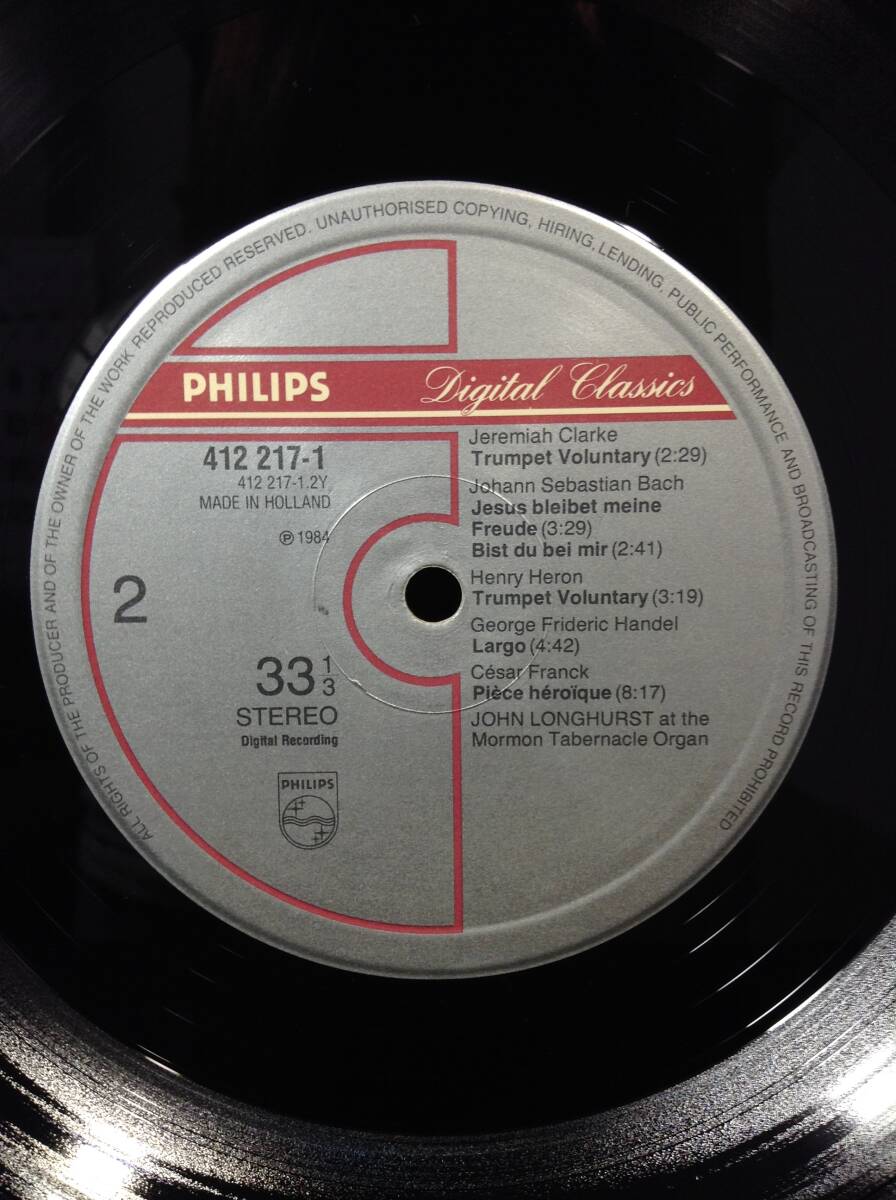 ALL RIGHTS OF THE PRODUCER AND OF THE OWNER OF THE WORK REPRODUCED RESERVED. UNAUTHORISED COPYING, HIRING, LENDING, PUBLIC PERFORMANCE AND BROADCASTING OF THIS RECORD PROHIBITED
PHILIPS Digital Classics
412 217-1
412 217-1.2Y
MADE IN HOLLAND
℗ 1984
2
33 1/3
STEREO
Digital Recording
PHILIPS
Jeremiah Clarke
Trumpet Voluntary (2:29)
Johann Sebastian Bach
Jesus bleibet meine
Freude (3:29)
Bist du bei mir (2:41)
Henry Heron
Trumpet Voluntary (3:19)
George Frideric Handel
Largo (4:42)
César Franck
Pièce héroïque (8:17)
JOHN LONGHURST at the
Mormon Tabernacle Organ